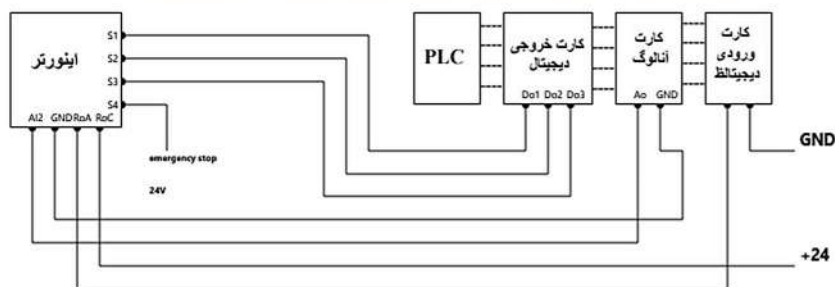 اینورتر
S1
S2
S3
S4
AI2 GND RoA RoC
emergency stop
24V
PLC
کارت خروجی
دیجیتال
Do1 Do2 Do3
کارت
آنالوگ
Ao GND
کارت
ورودی
دیجیتالظ
GND
+24